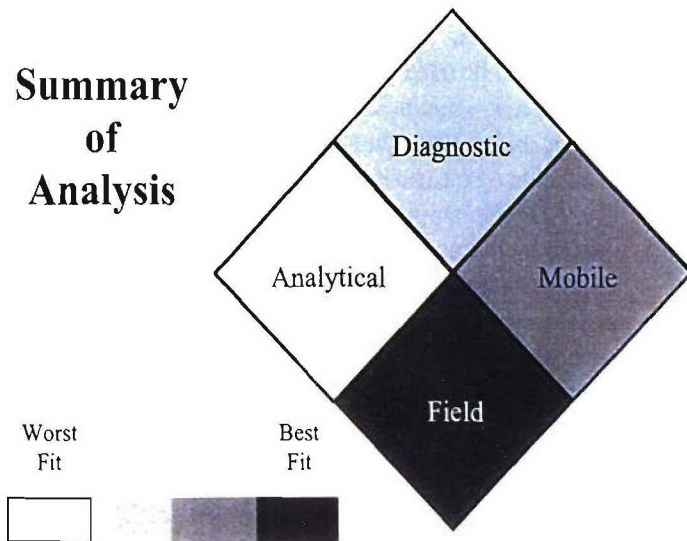 Summary
of
Analysis
Diagnostic
Analytical
Mobile
Field
Worst
Fit
Best
Fit